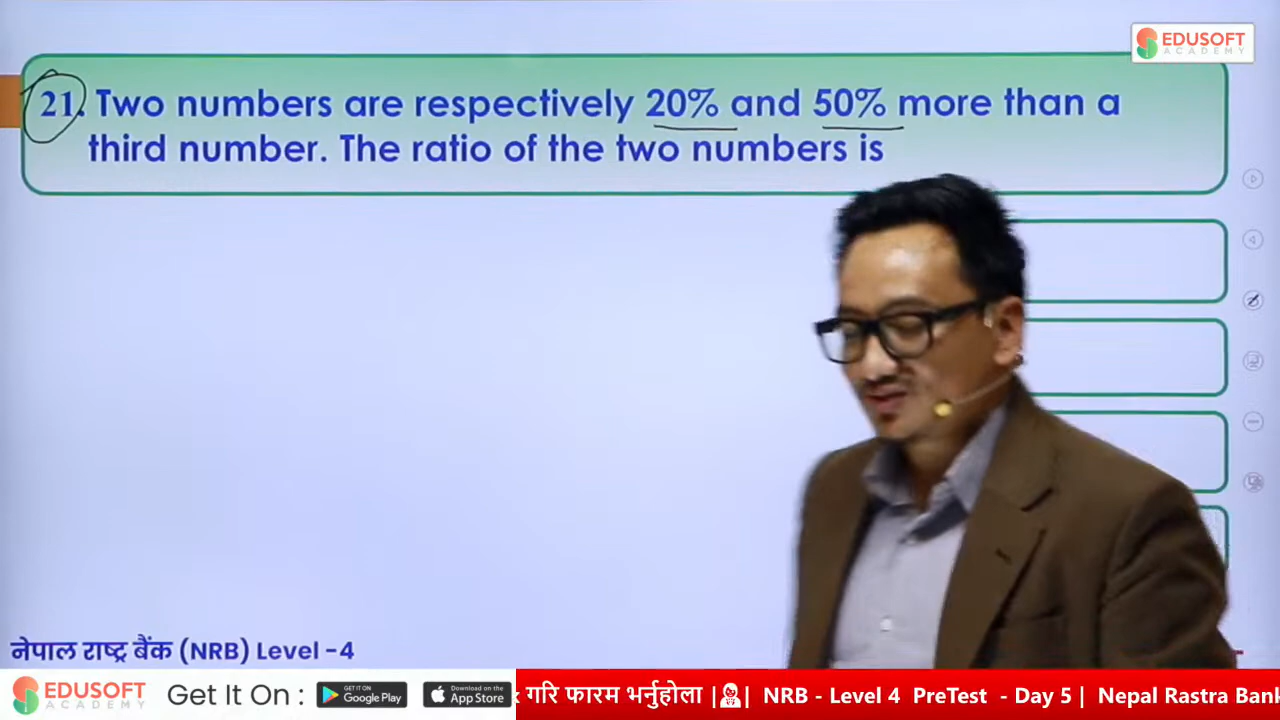 EDUSOFT
ACADEMY
21. Two numbers are respectively 20% and 50% more than a
third number. The ratio of the two numbers is
नेपाल राष्ट्र बैंक (NRB) Level -4
EDUSOFT
ACADEMY
Get It On :
GET IT ON
Google Play
Download on the
App Store
गरि फारम भर्नुहोला | | NRB - Level 4 PreTest - Day 5 | Nepal Rastra Bank